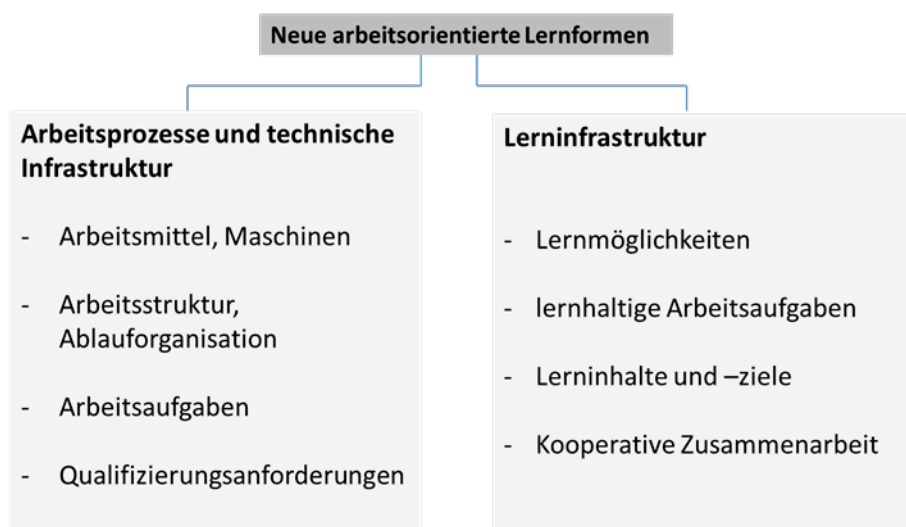 Neue arbeitsorientierte Lernformen
Arbeitsprozesse und technische
Infrastruktur
- Arbeitsmittel, Maschinen
- Arbeitsstruktur,
Ablauforganisation
- Arbeitsaufgaben
- Qualifizierungsanforderungen
Lerninfrastruktur
- Lernmöglichkeiten
- lernhaltige Arbeitsaufgaben
- Lerninhalte und –ziele
- Kooperative Zusammenarbeit